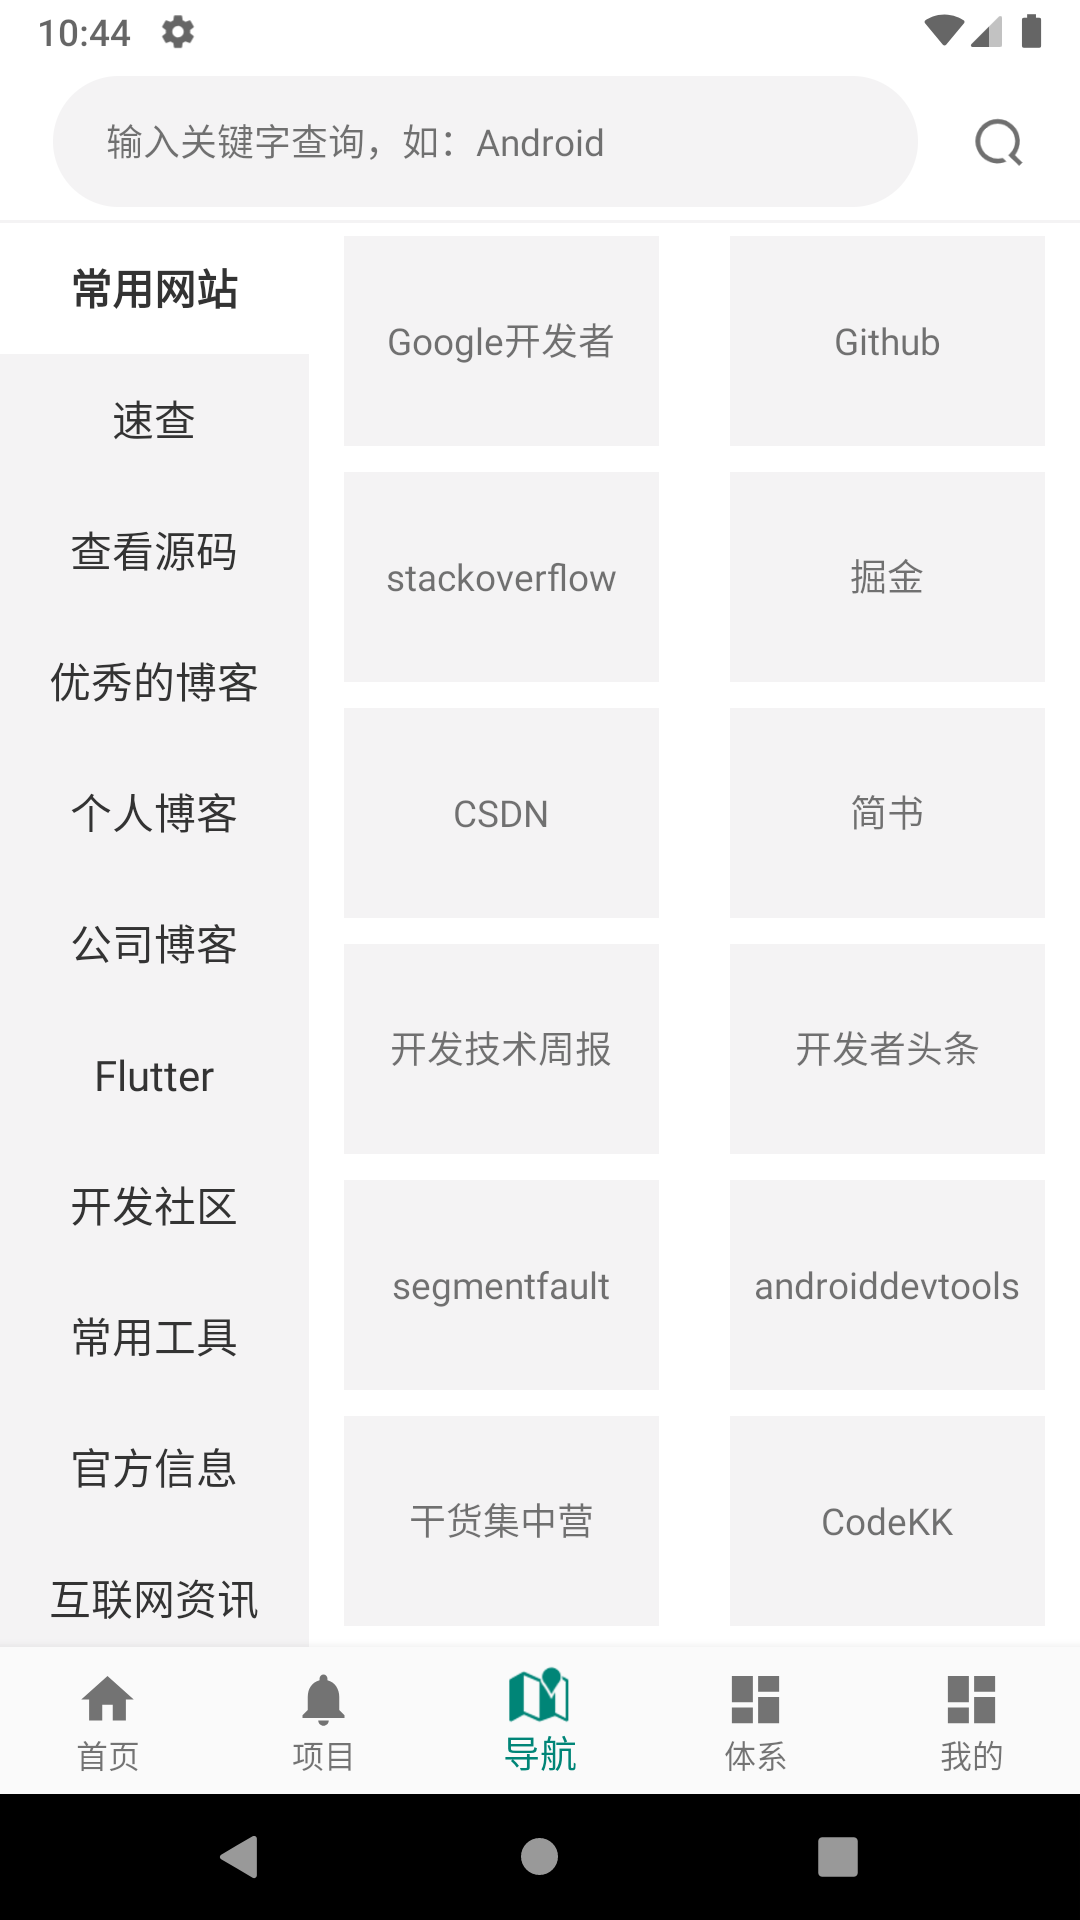 10:44
输入关键字查询，如：Android
常用网站
速查
查看源码
优秀的博客
个人博客
公司博客
Flutter
开发社区
常用工具
官方信息
互联网资讯
Google开发者
Github
stackoverflow
掘金
CSDN
简书
开发技术周报
开发者头条
segmentfault
androiddevtools
干货集中营
CodeKK
首页
项目
导航
体系
我的